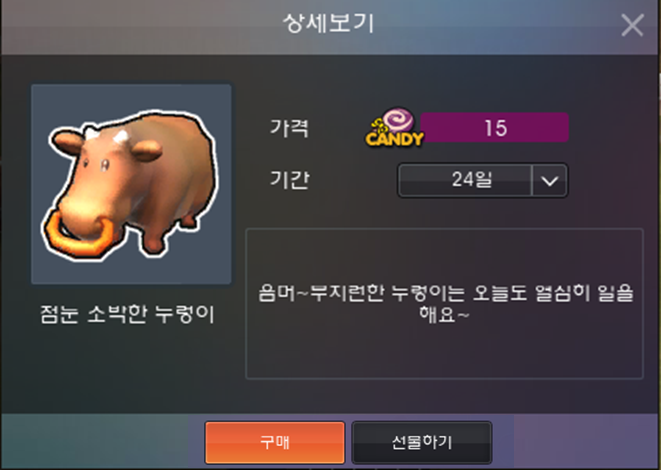 상세보기
가격
CANDY
15
기간
24일
점눈 소박한 누렁이
음머~부지런한 누렁이는 오늘도 열심히 일을
해요~
구매
선물하기